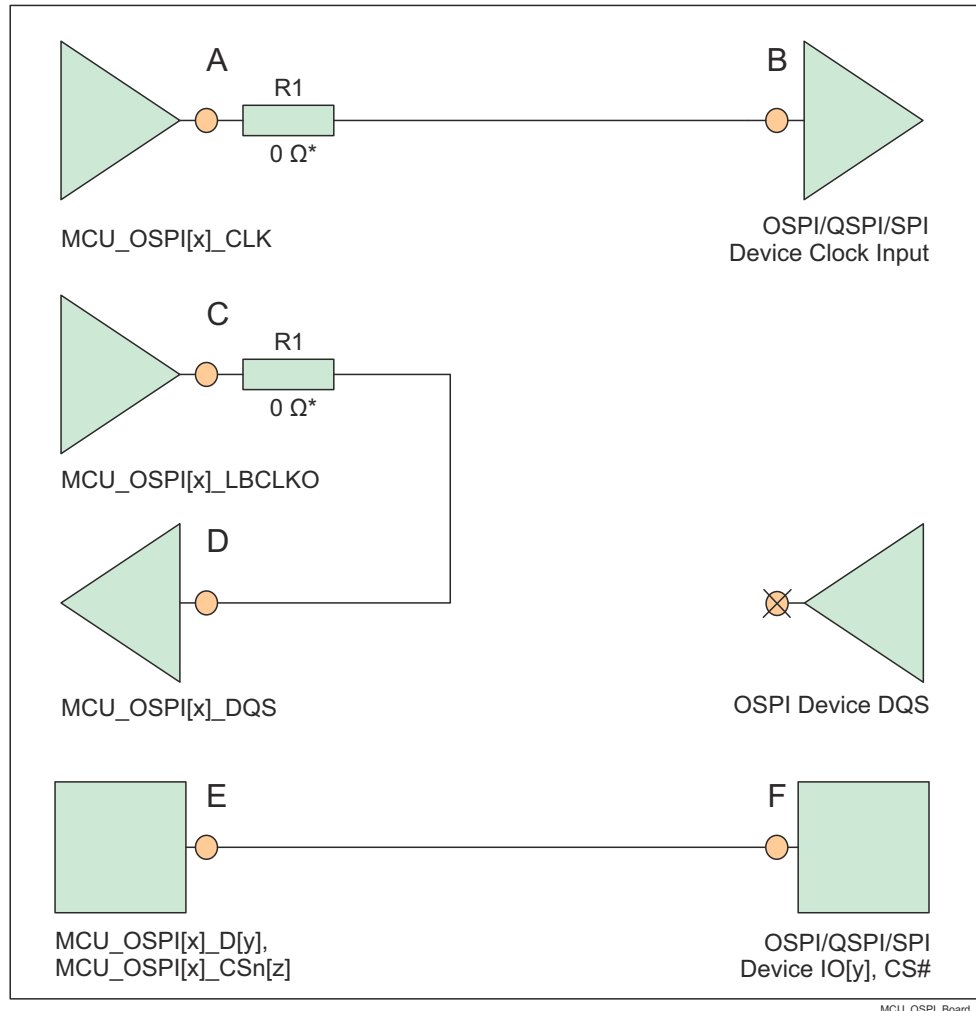 A
R1
B
0 Ω*
MCU_OSPI[x]_CLK
OSPI/QSPI/SPI
Device Clock Input
C
R1
0 Ω*
MCU_OSPI[x]_LBCLKO
D
MCU_OSPI[x]_DQS
OSPI Device DQS
E
F
MCU_OSPI[x]_D[y],
MCU_OSPI[x]_CSn[z]
OSPI/QSPI/SPI
Device IO[y], CS#
MCU_OSPI_Board